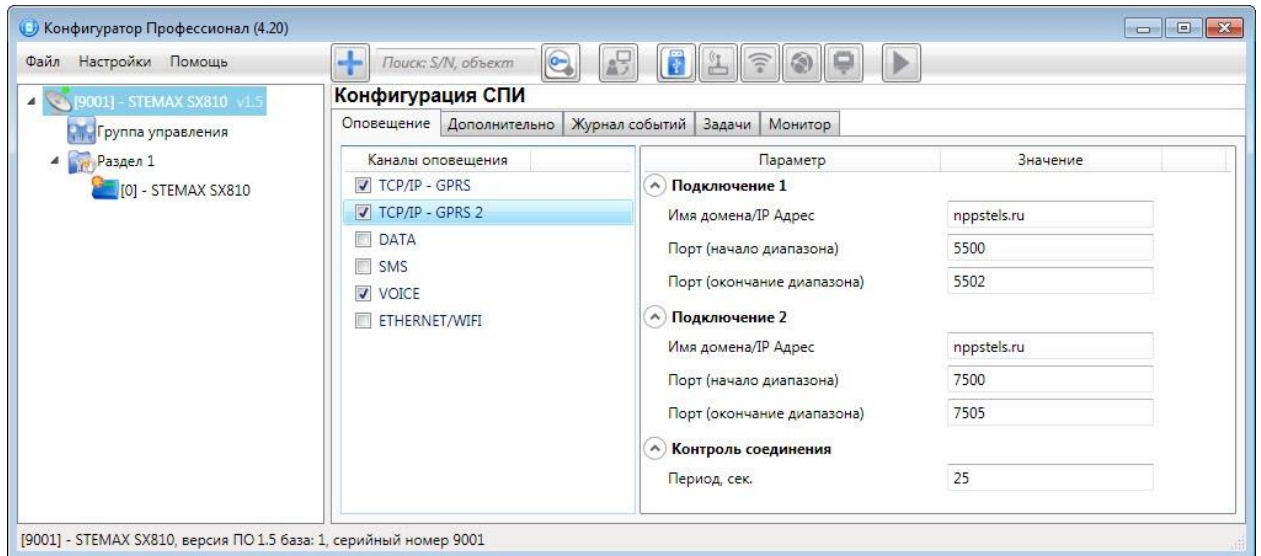 Конфигуратор Профессионал (4.20)
Файл Настройки Помощь Поиск: S/N, объект
[9001] - STEMAX SX810 v1.5
Группа управления
Раздел 1
[0] - STEMAX SX810
Конфигурация СПИ
Оповещение Дополнительно Журнал событий Задачи Монитор
Каналы оповещения
TCP/IP - GPRS
TCP/IP - GPRS 2
DATA
SMS
VOICE
ETHERNET/WIFI
Параметр Значение
Подключение 1
Имя домена/IP Адрес nppstels.ru
Порт (начало диапазона) 5500
Порт (окончание диапазона) 5502
Подключение 2
Имя домена/IP Адрес nppstels.ru
Порт (начало диапазона) 7500
Порт (окончание диапазона) 7505
Контроль соединения
Период, сек. 25
[9001] - STEMAX SX810, версия ПО 1.5 база: 1, серийный номер 9001